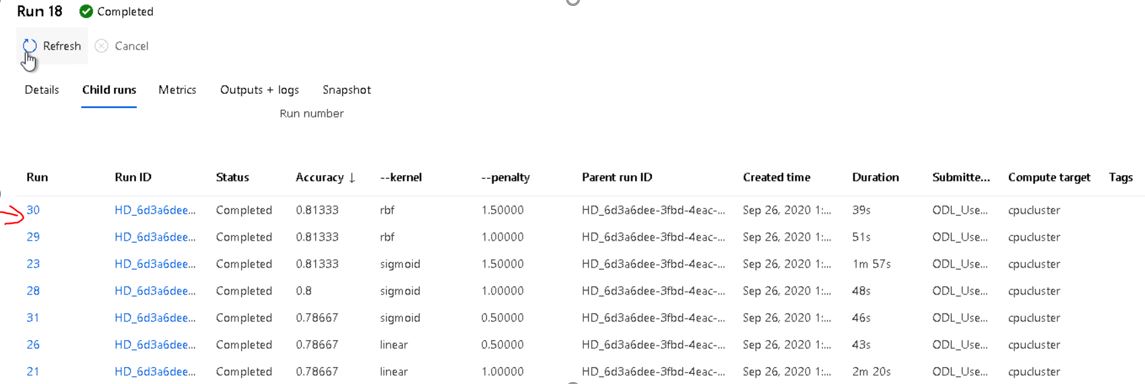 Run 18 Completed
Refresh Cancel
Details Child runs Metrics Outputs + logs Snapshot
Run number
Run Run ID Status Accuracy ↓ --kernel --penalty Parent run ID Created time Duration Submitte... Compute target Tags
30 HD_6d3a6dee... Completed 0.81333 rbf 1.50000 HD_6d3a6dee-3fbd-4eac-... Sep 26, 2020 1:... 39s ODL_Use... cpucluster
29 HD_6d3a6dee... Completed 0.81333 rbf 1.00000 HD_6d3a6dee-3fbd-4eac-... Sep 26, 2020 1:... 51s ODL_Use... cpucluster
23 HD_6d3a6dee... Completed 0.81333 sigmoid 1.50000 HD_6d3a6dee-3fbd-4eac-... Sep 26, 2020 1:... 1m 57s ODL_Use... cpucluster
28 HD_6d3a6dee... Completed 0.8 sigmoid 1.00000 HD_6d3a6dee-3fbd-4eac-... Sep 26, 2020 1:... 48s ODL_Use... cpucluster
31 HD_6d3a6dee... Completed 0.78667 sigmoid 0.50000 HD_6d3a6dee-3fbd-4eac-... Sep 26, 2020 1:... 46s ODL_Use... cpucluster
26 HD_6d3a6dee... Completed 0.78667 linear 0.50000 HD_6d3a6dee-3fbd-4eac-... Sep 26, 2020 1:... 43s ODL_Use... cpucluster
21 HD_6d3a6dee... Completed 0.78667 linear 1.00000 HD_6d3a6dee-3fbd-4eac-... Sep 26, 2020 1:... 2m 20s ODL_Use... cpucluster